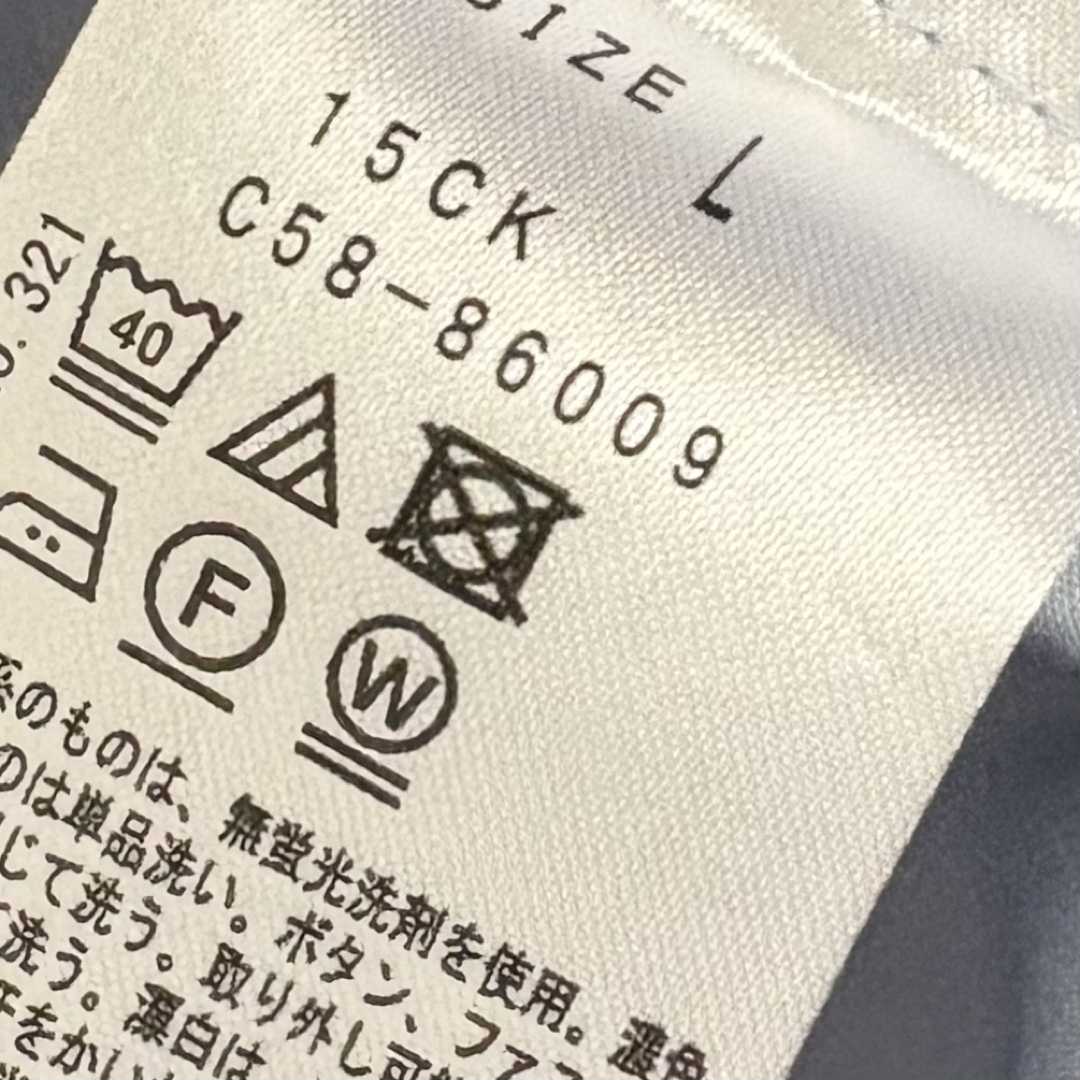 SIZE L
15CK
C58-86009
321
40
F
W
のものは、無蛍光洗剤を使用。濃色
のは単品洗い。ボタン、ファス
じて洗う。取り外し可能
洗う。漂白は
をかい